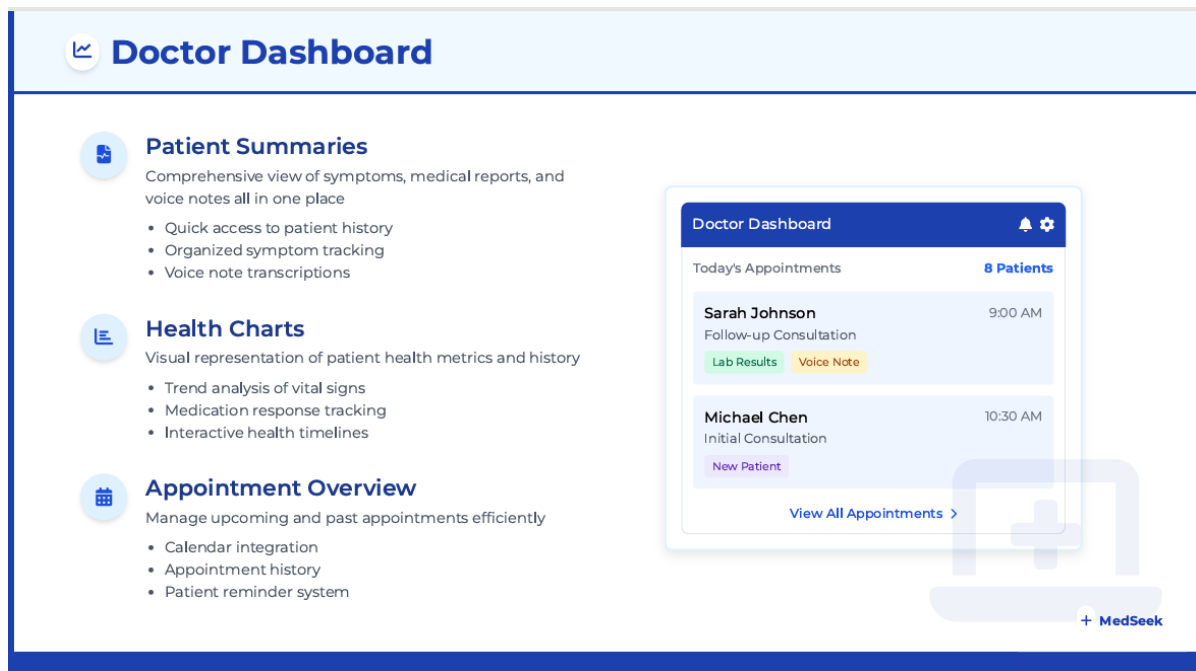 Doctor Dashboard
Patient Summaries
Comprehensive view of symptoms, medical reports, and
voice notes all in one place
• Quick access to patient history
• Organized symptom tracking
• Voice note transcriptions
Health Charts
Visual representation of patient health metrics and history
• Trend analysis of vital signs
• Medication response tracking
• Interactive health timelines
Appointment Overview
Manage upcoming and past appointments efficiently
• Calendar integration
• Appointment history
• Patient reminder system
Doctor Dashboard
Today's Appointments 8 Patients
Sarah Johnson 9:00 AM
Follow-up Consultation
Lab Results Voice Note
Michael Chen 10:30 AM
Initial Consultation
New Patient
View All Appointments >
+ MedSeek